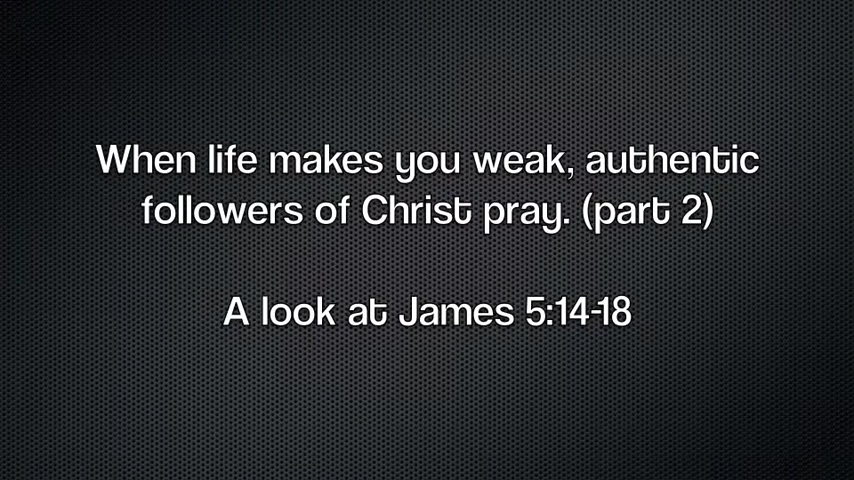 When life makes you weak, authentic
followers of Christ pray. (part 2)
A look at James 5:14-18